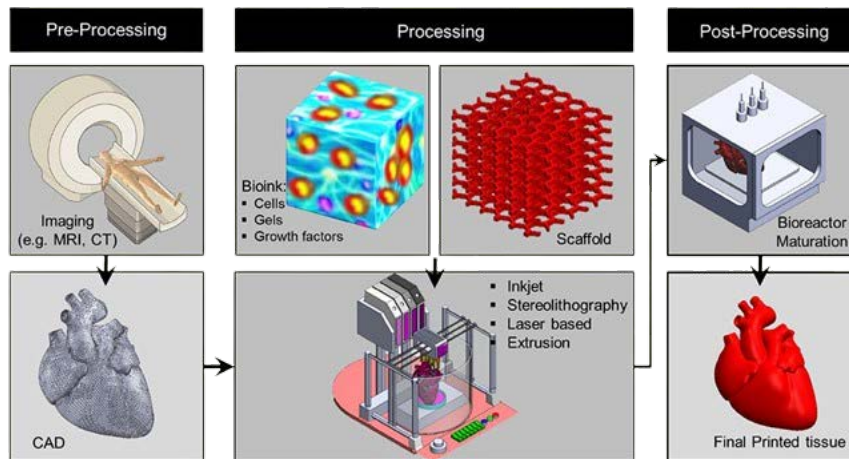 Pre-Processing
Processing
Post-Processing
Imaging
(e.g. MRI, CT)
Bioink:
▪ Cells
▪ Gels
▪ Growth factors
Scaffold
Bioreactor
Maturation
CAD
▪ Inkjet
▪ Stereolithography
▪ Laser based
▪ Extrusion
Final Printed tissue